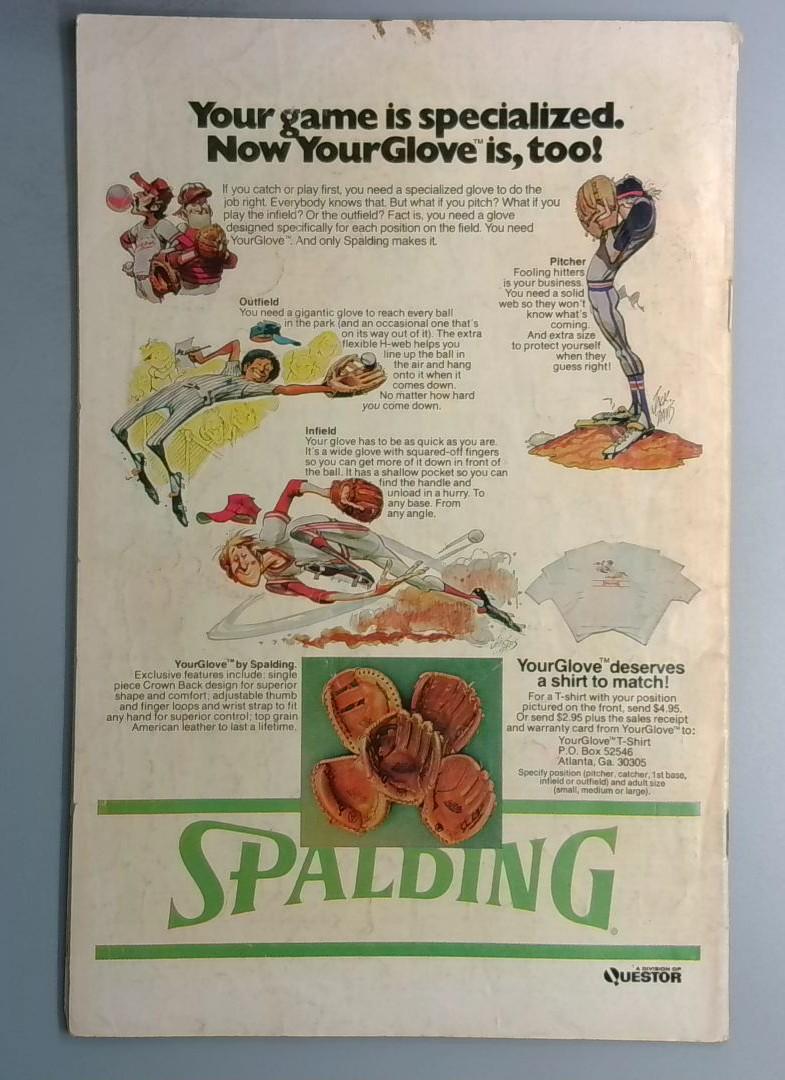 Your game is specialized.
Now YourGlove™ is, too!
If you catch or play first, you need a specialized glove to do the
job right. Everybody knows that. But what if you pitch? What if you
play the infield? Or the outfield? Fact is, you need a glove
designed specifically for each position on the field. You need
YourGlove™. And only Spalding makes it.
Pitcher
Fooling hitters
is your business.
You need a solid
web so they won't
know what's
coming.
And extra size
to protect yourself
when they
guess right!
Outfield
You need a gigantic glove to reach every ball
in the park (and an occasional one that's
on its way out of it). The extra
flexible H-web helps you
line up the ball in
the air and hang
onto it when it
comes down.
No matter how hard
you come down.
JACK
DAVIS
Infield
Your glove has to be as quick as you are.
It's a wide glove with squared-off fingers
so you can get more of it down in front of
the ball. It has a shallow pocket so you can
find the handle and
unload in a hurry. To
any base. From
any angle.
YourGlove™ by Spalding.
Exclusive features include: single
piece Crown Back design for superior
shape and comfort; adjustable thumb
and finger loops and wrist strap to fit
any hand for superior control; top grain
American leather to last a lifetime.
YourGlove™ deserves
a shirt to match!
For a T-shirt with your position
pictured on the front, send $4.95.
Or send $2.95 plus the sales receipt
and warranty card from YourGlove™ to:
YourGlove™ T-Shirt
P.O. Box 52546
Atlanta, Ga. 30305
Specify position (pitcher, catcher, 1st base,
infield or outfield) and adult size
(small, medium or large).
SPALDING®
A DIVISION OF
QUESTOR